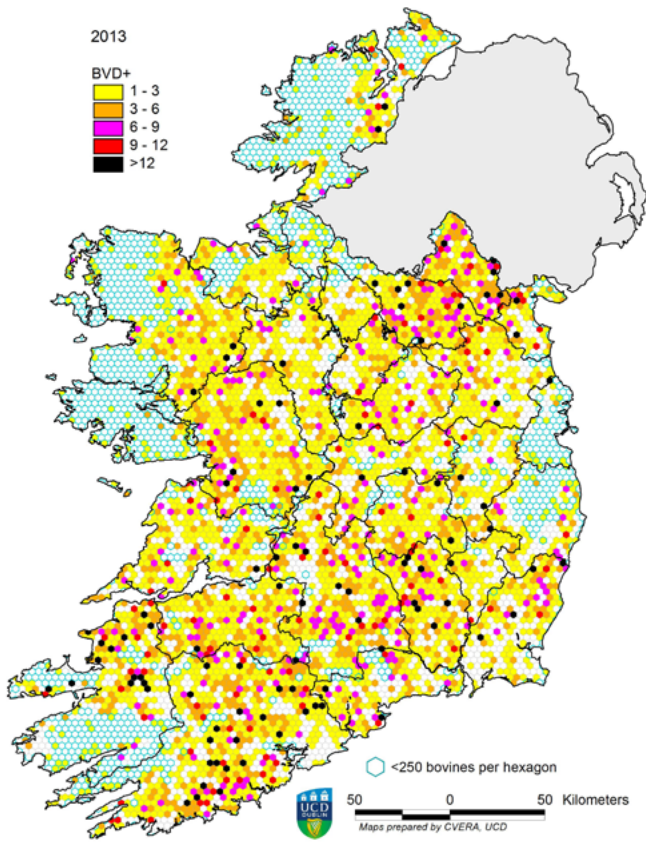 2013
BVD+
1 - 3
3 - 6
6 - 9
9 - 12
>12
<250 bovines per hexagon
UCD
DUBLIN
50 0 50 Kilometers
Maps prepared by CVERA, UCD